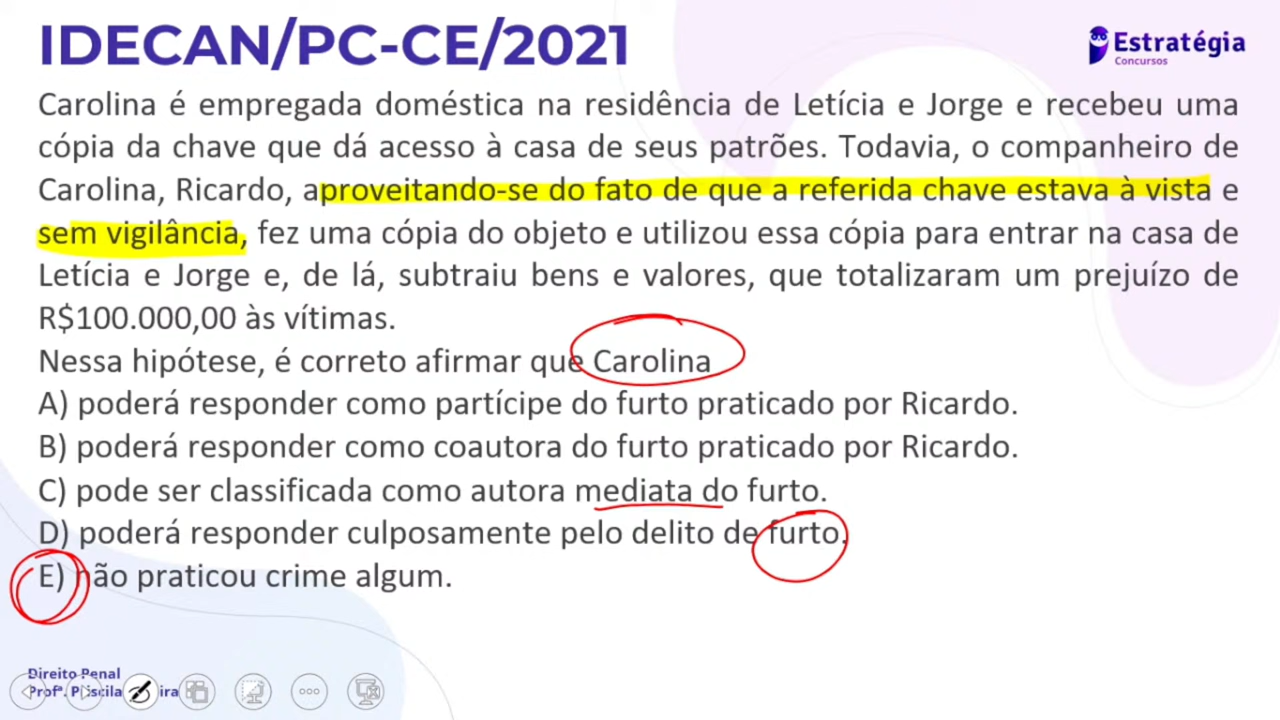 IDECAN/PC-CE/2021
Estratégia
Concursos
Carolina é empregada doméstica na residência de Letícia e Jorge e recebeu uma
cópia da chave que dá acesso à casa de seus patrões. Todavia, o companheiro de
Carolina, Ricardo, aproveitando-se do fato de que a referida chave estava à vista e
sem vigilância, fez uma cópia do objeto e utilizou essa cópia para entrar na casa de
Letícia e Jorge e, de lá, subtraiu bens e valores, que totalizaram um prejuízo de
R$100.000,00 às vítimas.
Nessa hipótese, é correto afirmar que Carolina
A) poderá responder como partícipe do furto praticado por Ricardo.
B) poderá responder como coautora do furto praticado por Ricardo.
C) pode ser classificada como autora mediata do furto.
D) poderá responder culposamente pelo delito de furto.
E) não praticou crime algum.
Direito Penal
Profª. Priscila